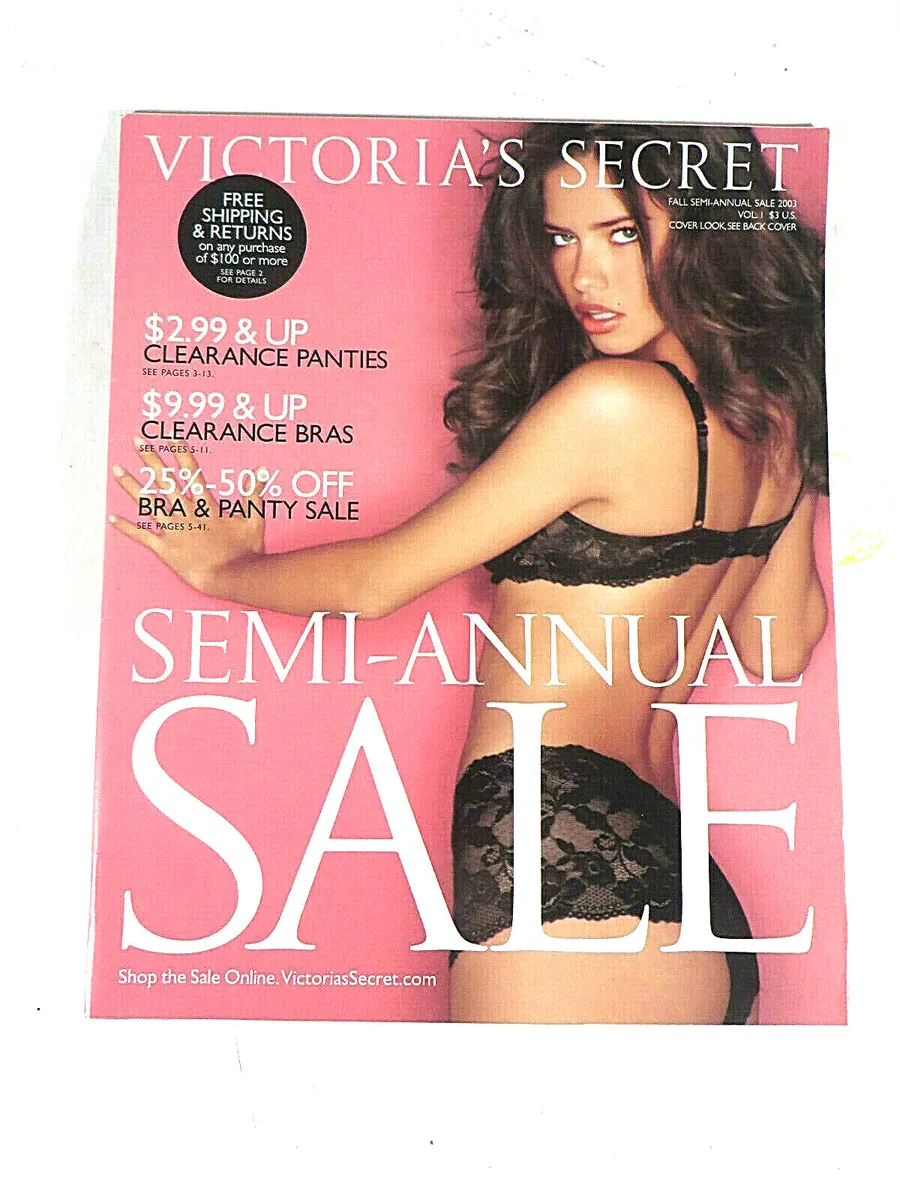 VICTORIA'S SECRET
FALL SEMI-ANNUAL SALE 2003
VOL. 1 $3 U.S.
COVER LOOK, SEE BACK COVER
FREE
SHIPPING
& RETURNS
on any purchase
of $100 or more
SEE PAGE 2
FOR DETAILS
$2.99 & UP
CLEARANCE PANTIES
SEE PAGES 3-13.
$9.99 & UP
CLEARANCE BRAS
SEE PAGES 5-11.
25%-50% OFF
BRA & PANTY SALE
SEE PAGES 5-41.
SEMI-ANNUAL
SALE
Shop the Sale Online. VictoriasSecret.com